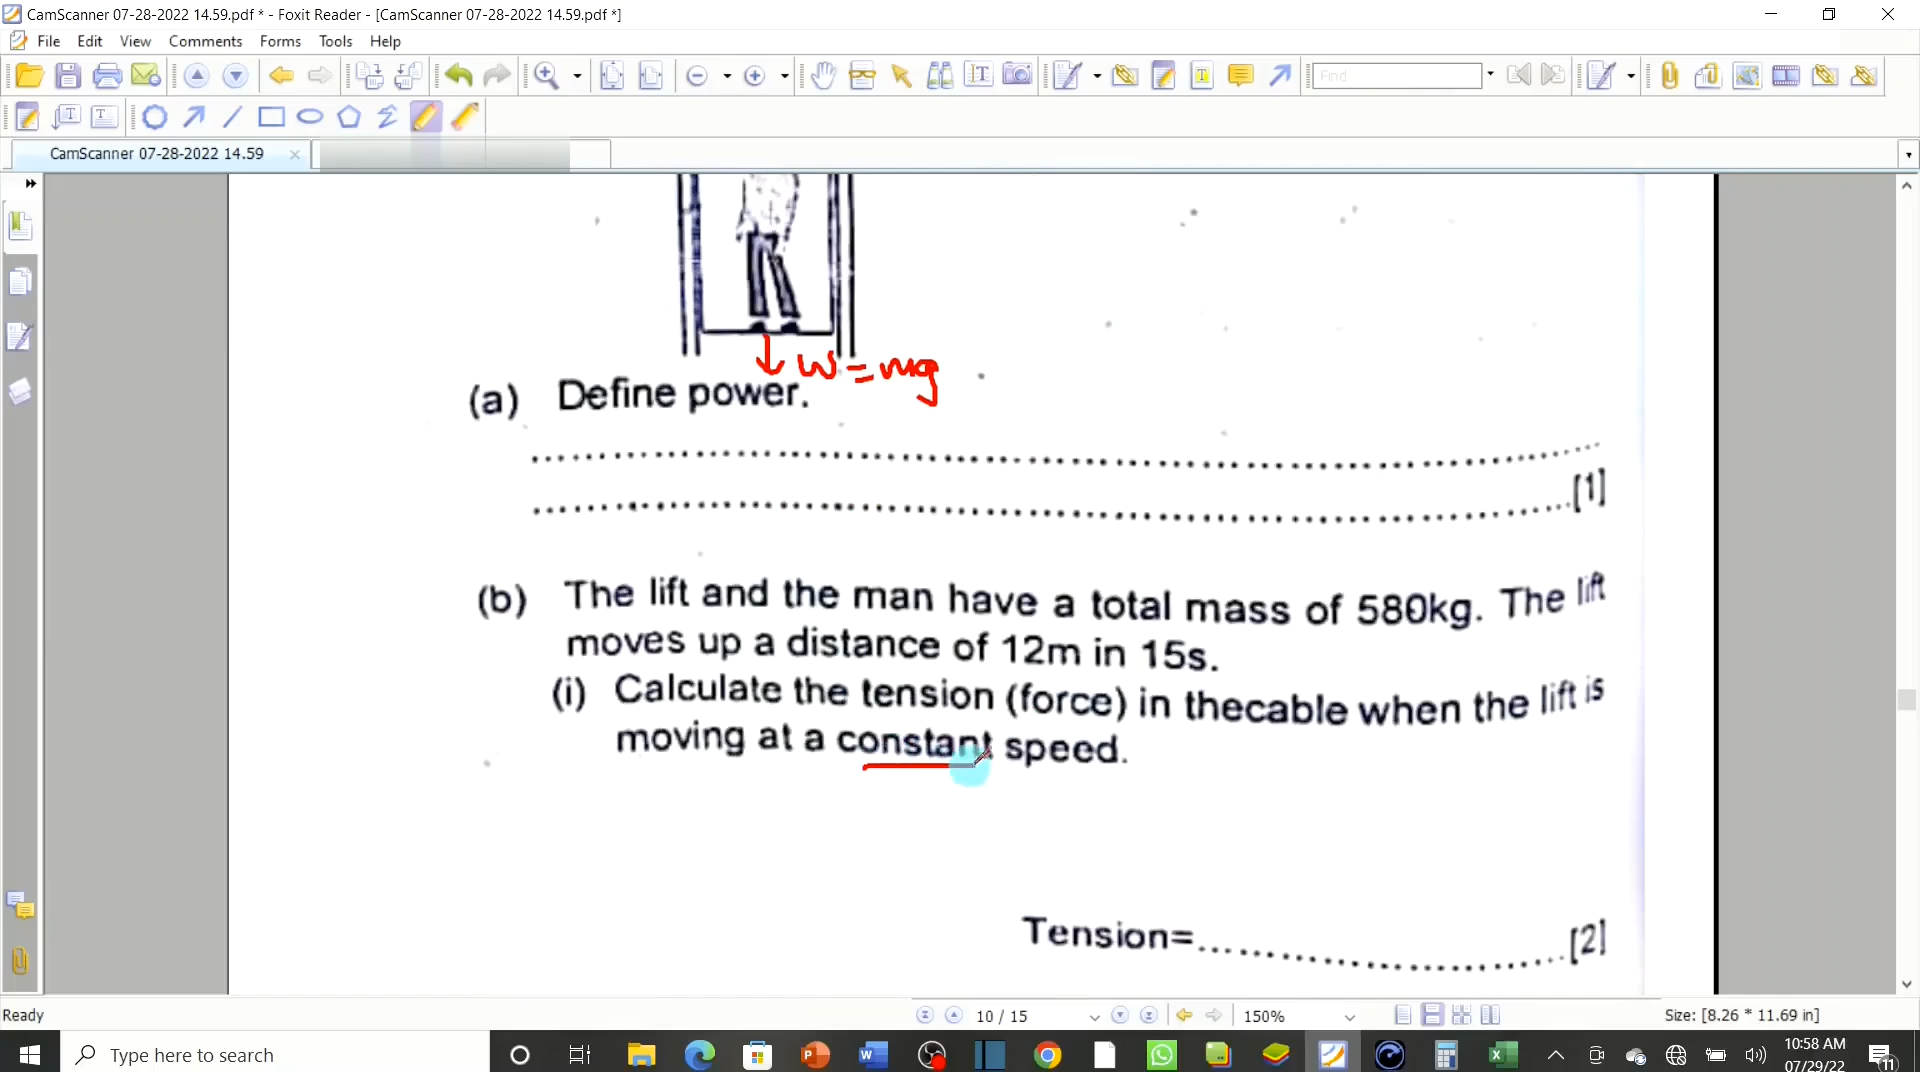 CamScanner 07-28-2022 14.59.pdf * - Foxit Reader - [CamScanner 07-28-2022 14.59.pdf *]
File Edit View Comments Forms Tools Help
Find
CamScanner 07-28-2022 14.59
W = mg
(a) Define power.
[1]
(b) The lift and the man have a total mass of 580kg. The lift
moves up a distance of 12m in 15s.
(i) Calculate the tension (force) in thecable when the lift is
moving at a constant speed.
Tension=..............................[2]
Ready 10 / 15 150% Size: [8.26 * 11.69 in]
Type here to search
10:58 AM
07/29/22
11